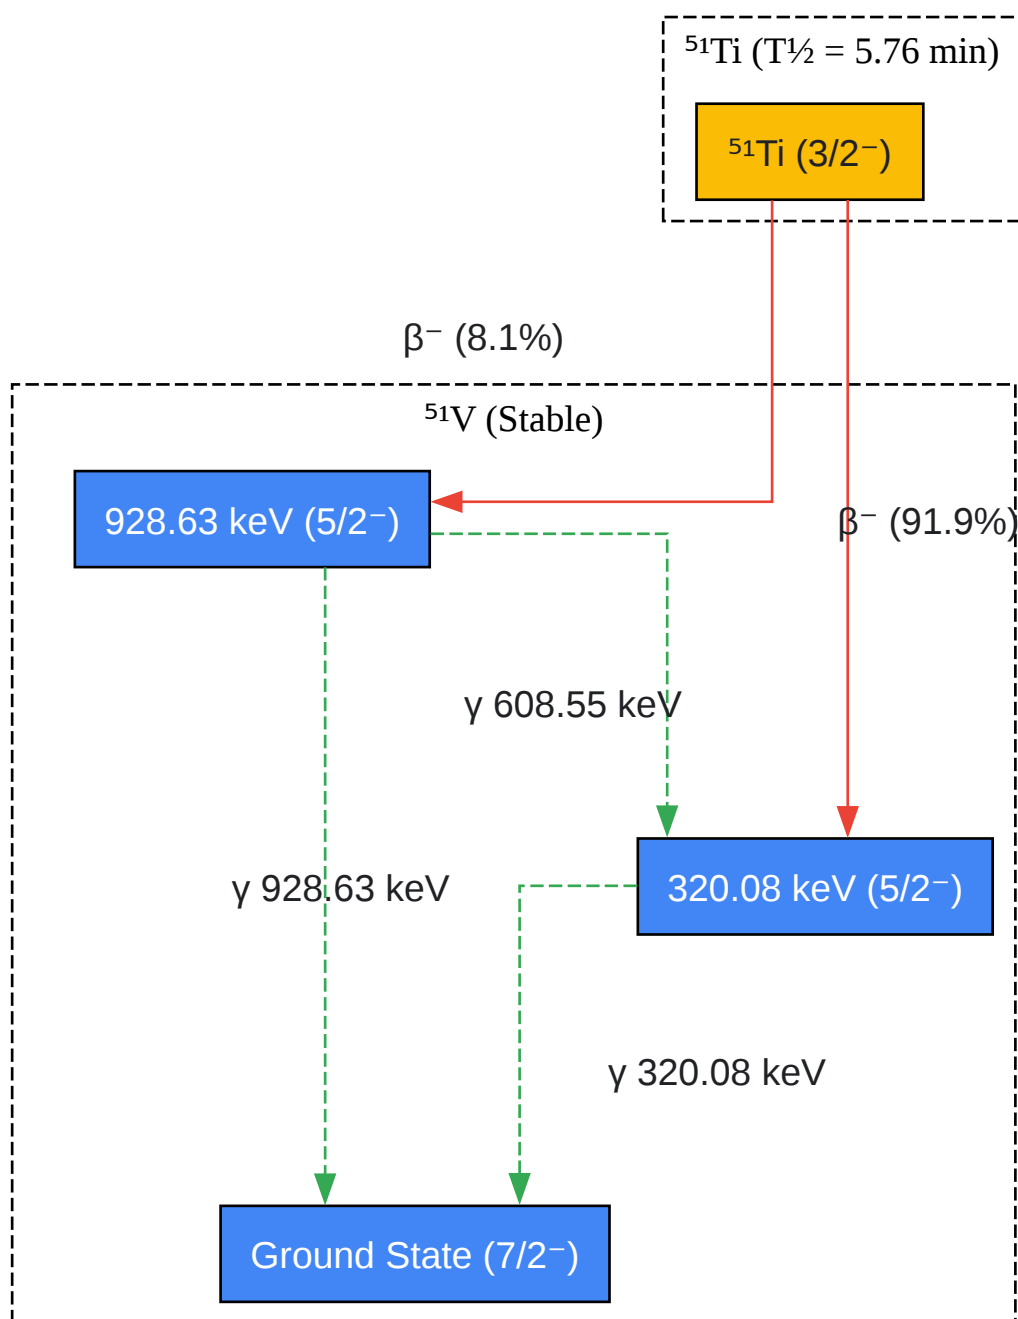 ⁵¹Ti (T½ = 5.76 min)
⁵¹Ti (3/2⁻)
β⁻ (8.1%)
⁵¹V (Stable)
928.63 keV (5/2⁻)
β⁻ (91.9%)
γ 608.55 keV
γ 928.63 keV
320.08 keV (5/2⁻)
γ 320.08 keV
Ground State (7/2⁻)